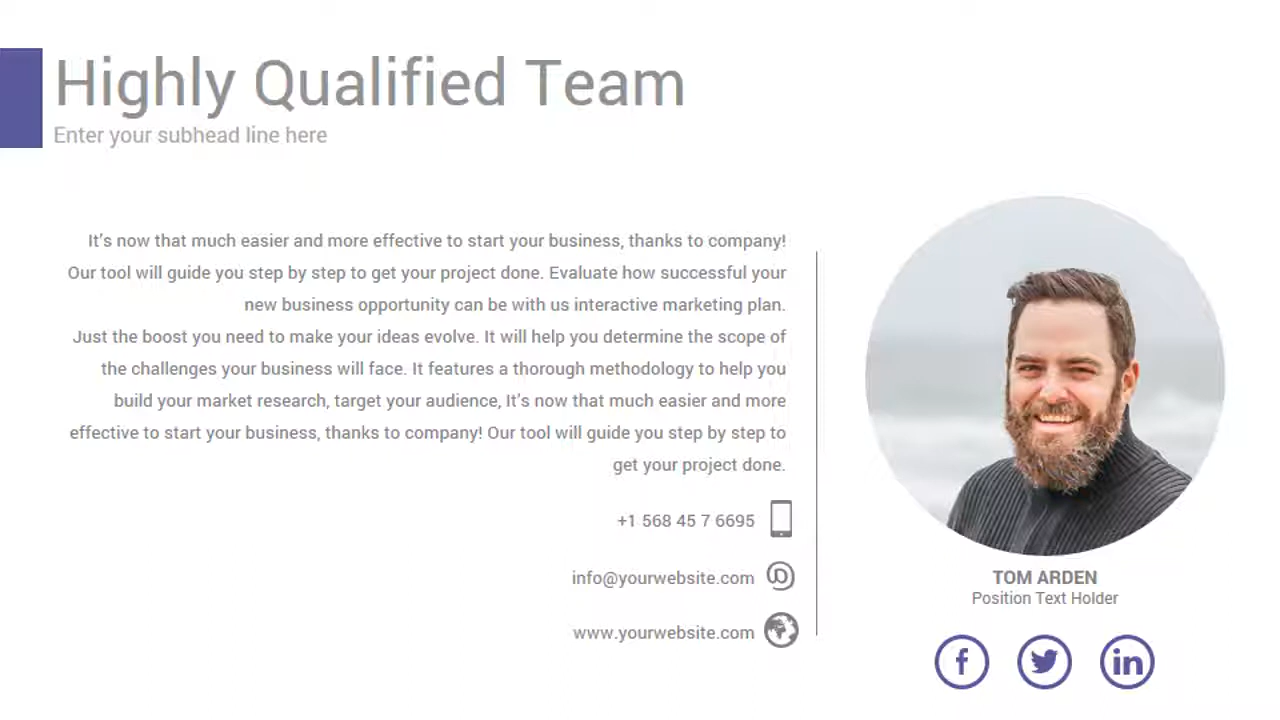 Highly Qualified Team
Enter your subhead line here
It's now that much easier and more effective to start your business, thanks to company!
Our tool will guide you step by step to get your project done. Evaluate how successful your
new business opportunity can be with us interactive marketing plan.
Just the boost you need to make your ideas evolve. It will help you determine the scope of
the challenges your business will face. It features a thorough methodology to help you
build your market research, target your audience, It's now that much easier and more
effective to start your business, thanks to company! Our tool will guide you step by step to
get your project done.
+1 568 45 7 6695
info@yourwebsite.com
www.yourwebsite.com
TOM ARDEN
Position Text Holder